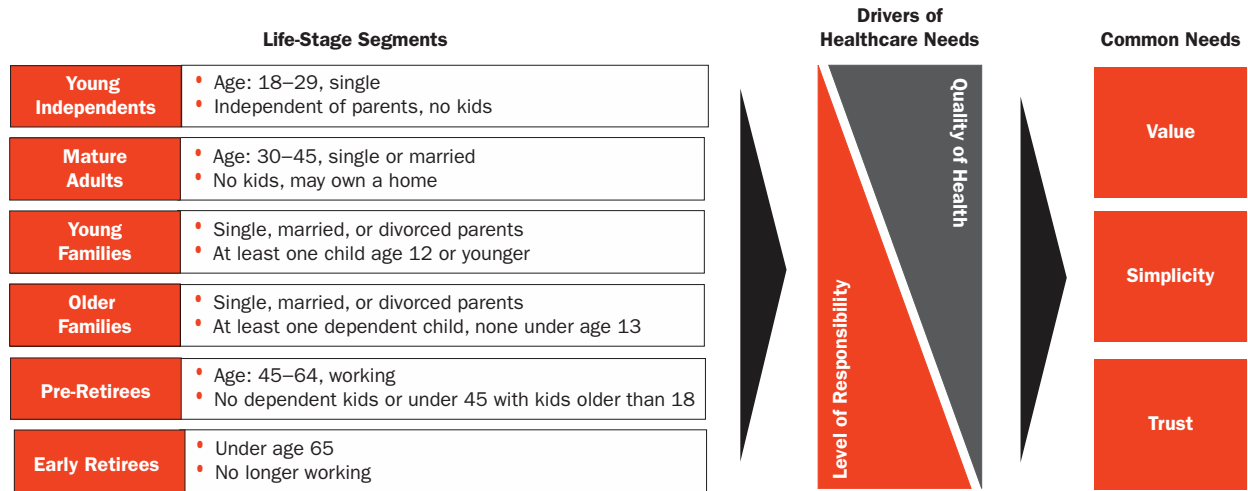 Life-Stage Segments
Drivers of
Healthcare Needs
Common Needs
Young
Independents
• Age: 18–29, single
• Independent of parents, no kids
Mature
Adults
• Age: 30–45, single or married
• No kids, may own a home
Young
Families
• Single, married, or divorced parents
• At least one child age 12 or younger
Older
Families
• Single, married, or divorced parents
• At least one dependent child, none under age 13
Pre-Retirees
• Age: 45–64, working
• No dependent kids or under 45 with kids older than 18
Early Retirees
• Under age 65
• No longer working
Quality of Health
Level of Responsibility
Value
Simplicity
Trust